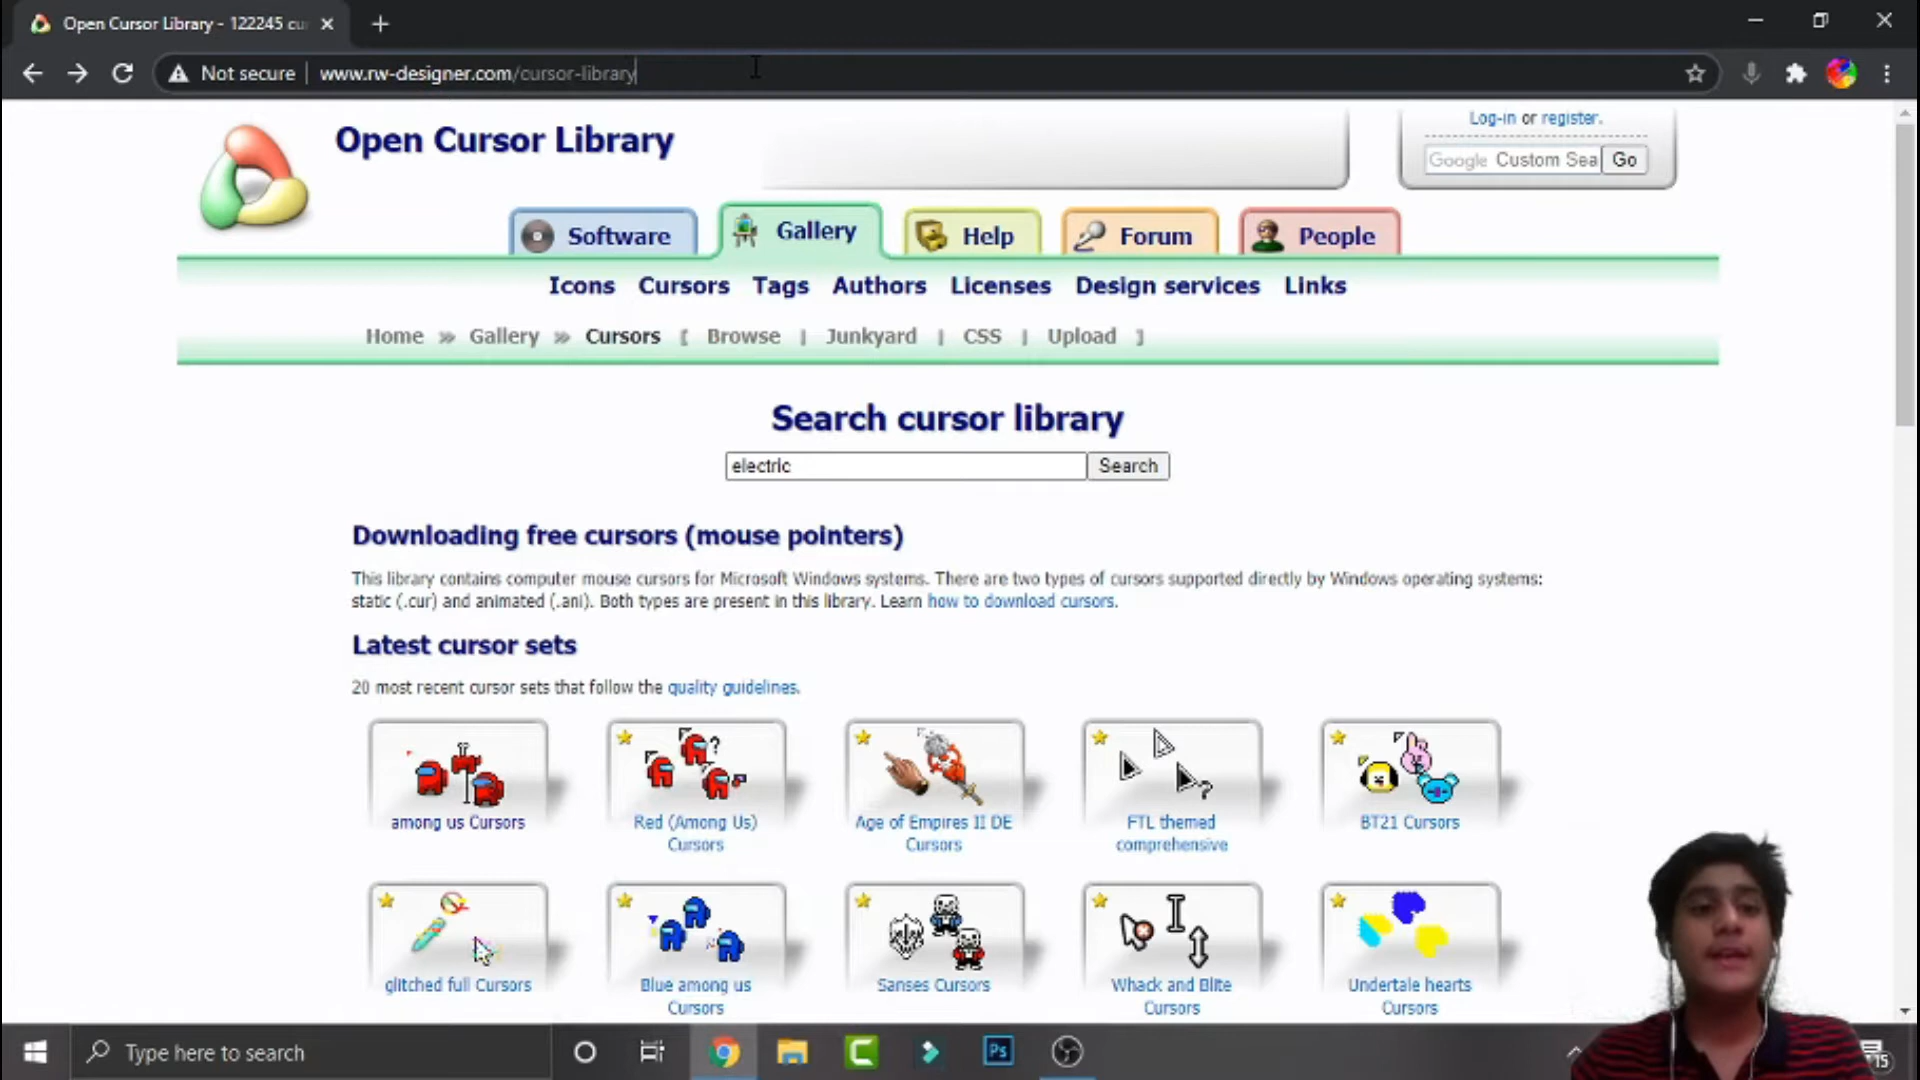 Open Cursor Library - 122245 cu
Not secure | www.rw-designer.com/cursor-library
Open Cursor Library
Log-in or register.
Google Custom Sea Go
Software Gallery Help Forum People
Icons Cursors Tags Authors Licenses Design services Links
Home » Gallery » Cursors [ Browse | Junkyard | CSS | Upload ]
Search cursor library
electric Search
Downloading free cursors (mouse pointers)
This library contains computer mouse cursors for Microsoft Windows systems. There are two types of cursors supported directly by Windows operating systems:
static (.cur) and animated (.ani). Both types are present in this library. Learn how to download cursors.
Latest cursor sets
20 most recent cursor sets that follow the quality guidelines.
among us Cursors
Red (Among Us)
Cursors
Age of Empires II DE
Cursors
FTL themed
comprehensive
BT21 Cursors
glitched full Cursors
Blue among us
Cursors
Sanses Cursors
Whack and Blite
Cursors
Undertale hearts
Cursors
Type here to search
Ps
15